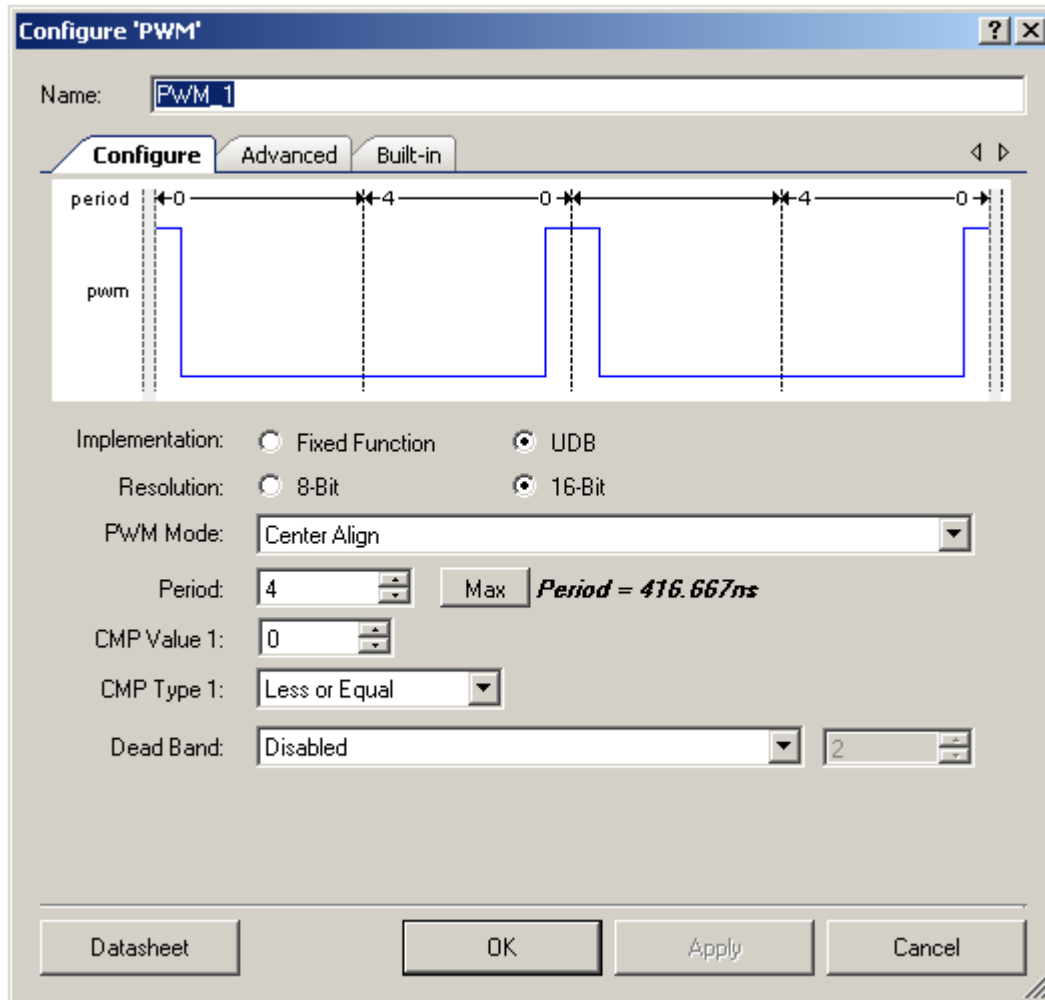 Configure 'PWM'
Name: PWM_1
Configure Advanced Built-in
period 0 4 0 4 0
pwm
Implementation: Fixed Function UDB
Resolution: 8-Bit 16-Bit
PWM Mode: Center Align
Period: 4 Max Period = 416.667ns
CMP Value 1: 0
CMP Type 1: Less or Equal
Dead Band: Disabled 2
Datasheet OK Apply Cancel